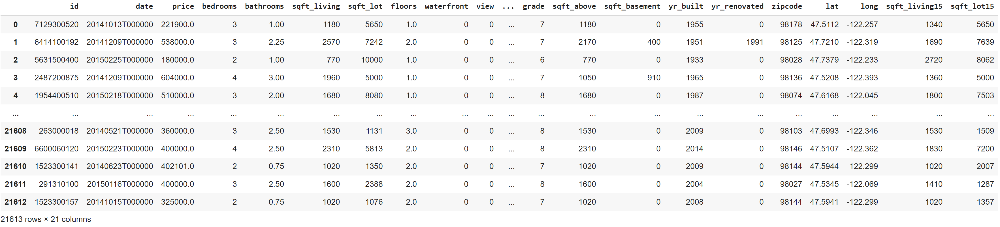 id date price bedrooms bathrooms sqft_living sqft_lot floors waterfront view ... grade sqft_above sqft_basement yr_built yr_renovated zipcode lat long sqft_living15 sqft_lot15
0 7129300520 20141013T000000 221900.0 3 1.00 1180 5650 1.0 0 0 ... 7 1180 0 1955 0 98178 47.5112 -122.257 1340 5650
1 6414100192 20141209T000000 538000.0 3 2.25 2570 7242 2.0 0 0 ... 7 2170 400 1951 1991 98125 47.7210 -122.319 1690 7639
2 5631500400 20150225T000000 180000.0 2 1.00 770 10000 1.0 0 0 ... 6 770 0 1933 0 98028 47.7379 -122.233 2720 8062
3 2487200875 20141209T000000 604000.0 4 3.00 1960 5000 1.0 0 0 ... 7 1050 910 1965 0 98136 47.5208 -122.393 1360 5000
4 1954400510 20150218T000000 510000.0 3 2.00 1680 8080 1.0 0 0 ... 8 1680 0 1987 0 98074 47.6168 -122.045 1800 7503
... ... ... ... ... ... ... ... ... ... ... ... ... ... ... ... ... ... ... ... ... ...
21608 263000018 20140521T000000 360000.0 3 2.50 1530 1131 3.0 0 0 ... 8 1530 0 2009 0 98103 47.6993 -122.346 1530 1509
21609 6600060120 20150223T000000 400000.0 4 2.50 2310 5813 2.0 0 0 ... 8 2310 0 2014 0 98146 47.5107 -122.362 1830 7200
21610 1523300141 20140623T000000 402101.0 2 0.75 1020 1350 2.0 0 0 ... 7 1020 0 2009 0 98144 47.5944 -122.299 1020 2007
21611 291310100 20150116T000000 400000.0 3 2.50 1600 2388 2.0 0 0 ... 8 1600 0 2004 0 98027 47.5345 -122.069 1410 1287
21612 1523300157 20141015T000000 325000.0 2 0.75 1020 1076 2.0 0 0 ... 7 1020 0 2008 0 98144 47.5941 -122.299 1020 1357
21613 rows × 21 columns